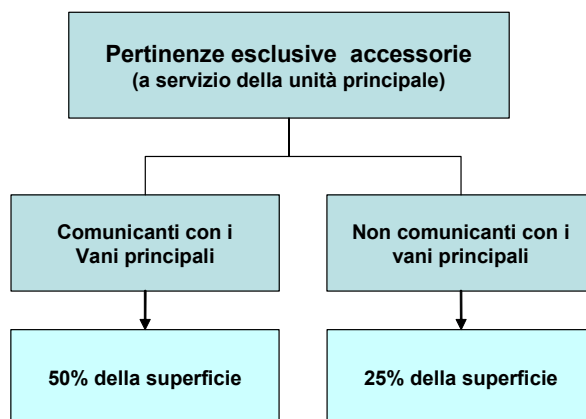 Pertinenze esclusive accessorie
(a servizio della unità principale)
Comunicanti con i
Vani principali
Non comunicanti con i
vani principali
50% della superficie
25% della superficie